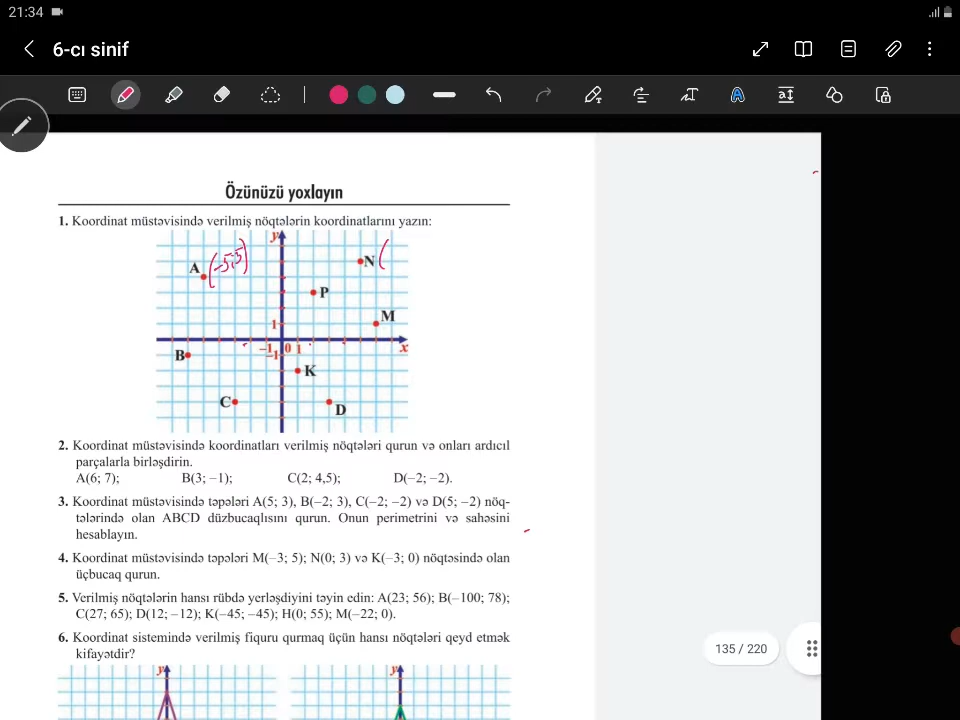 21:34
6-cı sinif
Özünüzü yoxlayın
1. Koordinat müstəvisində verilmiş nöqtələrin koordinatlarını yazın:
y
A (-5;5) N (
P
1 M
-1 0 1 x
B -1
K
C D
2. Koordinat müstəvisində koordinatları verilmiş nöqtələri qurun və onları ardıcıl
parçalarla birləşdirin.
A(6; 7); B(3; −1); C(2; 4,5); D(−2; −2).
3. Koordinat müstəvisində təpələri A(5; 3), B(−2; 3), C(−2; −2) və D(5; −2) nöq-
tələrində olan ABCD düzbucaqlısını qurun. Onun perimetrini və sahəsini
hesablayın.
4. Koordinat müstəvisində təpələri M(−3; 5); N(0; 3) və K(−3; 0) nöqtəsində olan
üçbucaq qurun.
5. Verilmiş nöqtələrin hansı rübdə yerləşdiyini təyin edin: A(23; 56); B(−100; 78);
C(27; 65); D(12; −12); K(−45; −45); H(0; 55); M(−22; 0).
6. Koordinat sistemində verilmiş fiquru qurmaq üçün hansı nöqtələri qeyd etmək
kifayətdir?
y y
135 / 220